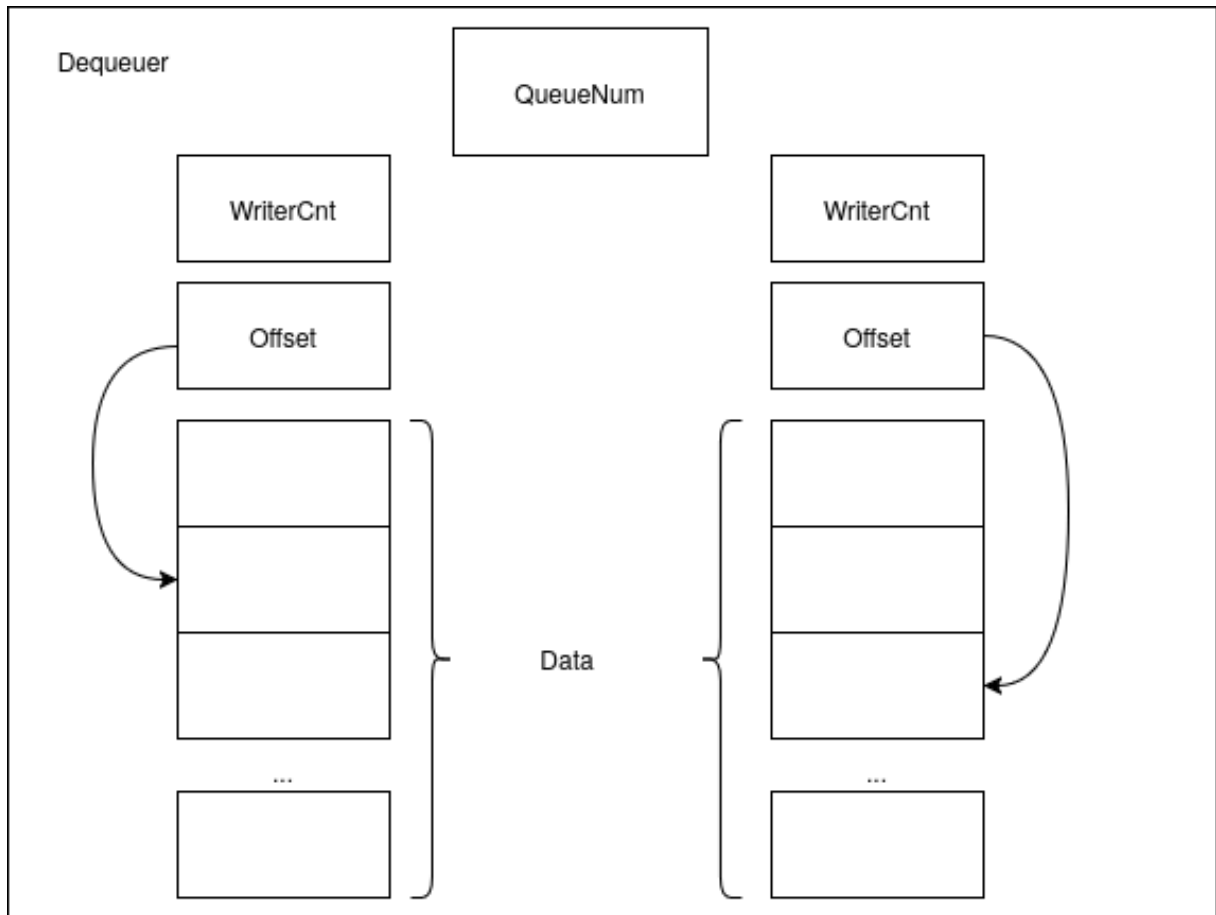 Dequeuer
QueueNum
WriterCnt
WriterCnt
Offset
Offset
Data
...
...